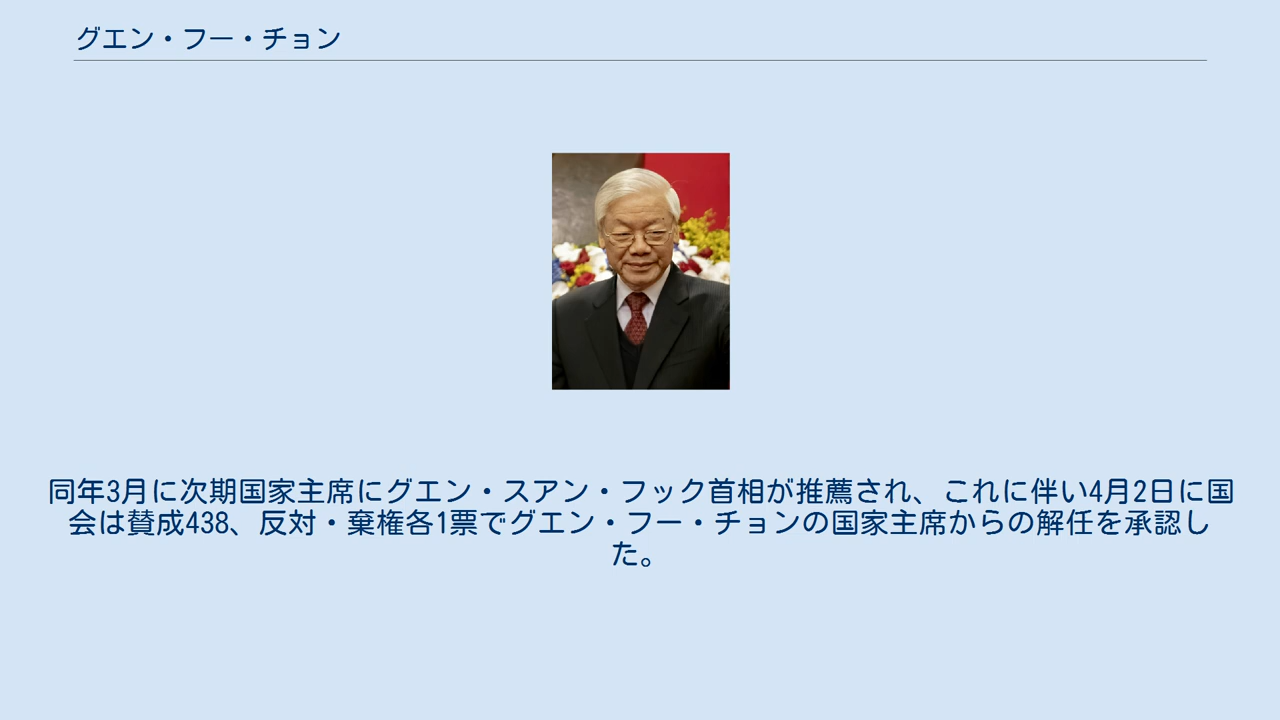 グエン・フー・チョン
同年3月に次期国家主席にグエン・スアン・フック首相が推薦され、これに伴い4月2日に国
会は賛成438、反対・棄権各1票でグエン・フー・チョンの国家主席からの解任を承認し
た。